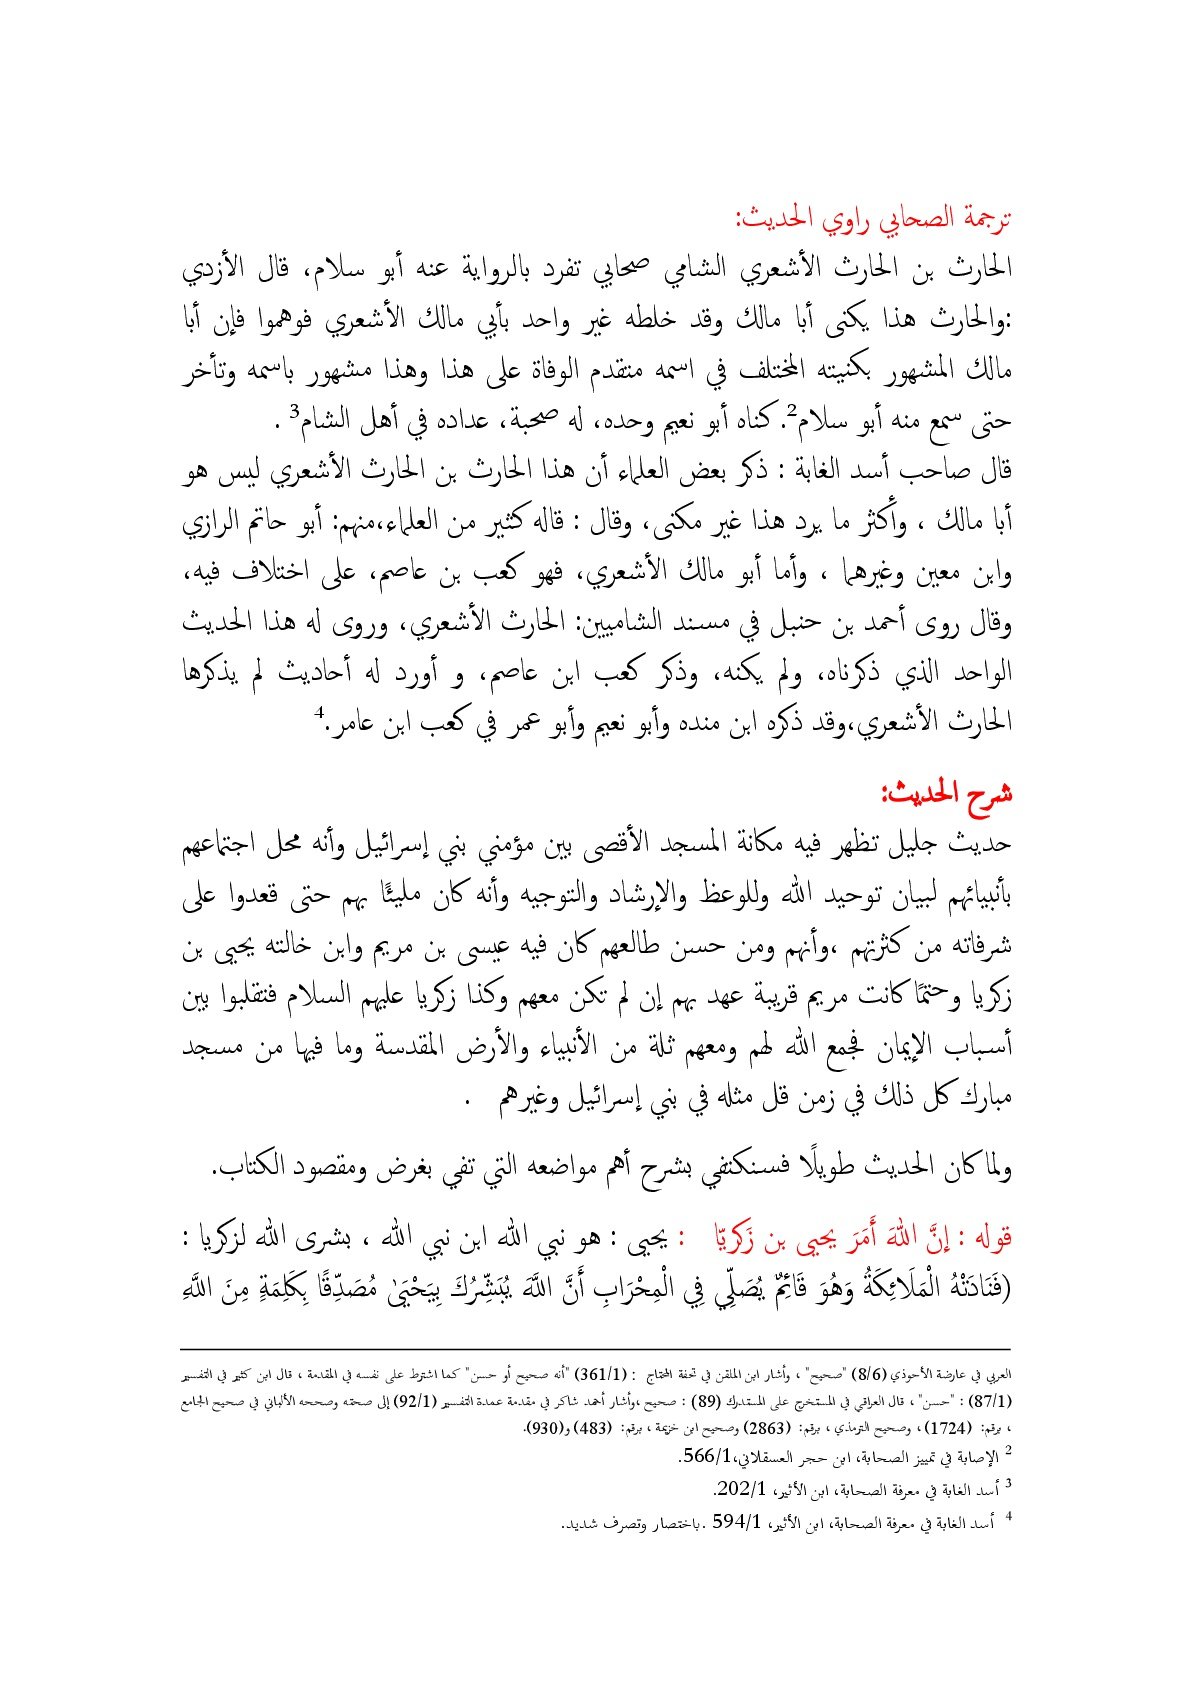 ترجمة الصحابي راوي الحديث:
الحارث بن الحارث الأشعري الشامي صحابي تفرد بالرواية عنه أبو سلام، قال الأزدي
:والحارث هذا يكنى أبا مالك وقد خلطه غير واحد بأبي مالك الأشعري فوهموا فإن أبا
مالك المشهور بكنيته المختلف في اسمه متقدم الوفاة على هذا وهذا مشهور باسمه وتأخر
حتى سمع منه أبو سلام². كناه أبو نعيم وحده، له صحبة، عداده في أهل الشام³ .
قال صاحب أسد الغابة : ذكر بعض العلماء أن هذا الحارث بن الحارث الأشعري ليس هو
أبا مالك ، وأكثر ما يرد هذا غير مكنى، وقال : قاله كثير من العلماء،منهم: أبو حاتم الرازي
وابن معين وغيرهما ، وأما أبو مالك الأشعري، فهو كعب بن عاصم، على اختلاف فيه،
وقال روى أحمد بن حنبل في مسند الشاميين: الحارث الأشعري، وروى له هذا الحديث
الواحد الذي ذكرناه، ولم يكنه، وذكر كعب ابن عاصم، و أورد له أحاديث لم يذكرها
الحارث الأشعري،وقد ذكره ابن منده وأبو نعيم وأبو عمر في كعب ابن عامر.⁴
شرح الحديث:
حديث جليل تظهر فيه مكانة المسجد الأقصى بين مؤمني بني إسرائيل وأنه محل اجتماعهم
بأنبيائهم لبيان توحيد الله وللوعظ والإرشاد والتوجيه وأنه كان مليئًا بهم حتى قعدوا على
شرفاته من كثرتهم ،وأنهم ومن حسن طالعهم كان فيه عيسى بن مريم وابن خالته يحيى بن
زكريا وحتمًا كانت مريم قريبة عهد بهم إن لم تكن معهم وكذا زكريا عليهم السلام فتقلبوا بين
أسباب الإيمان فجمع الله لهم ومعهم ثلة من الأنبياء والأرض المقدسة وما فيها من مسجد
مبارك كل ذلك في زمن قل مثله في بني إسرائيل وغيرهم .
ولما كان الحديث طويلًا فسنكتفي بشرح أهم مواضعه التي تفي بغرض ومقصود الكتاب.
قوله : إنَّ اللهَ أَمَرَ يحيى بن زَكريّا : يحيى : هو نبي الله ابن نبي الله ، بشرى الله لزكريا :
(فَنَادَتْهُ الْمَلَائِكَةُ وَهُوَ قَائِمٌ يُصَلِّي فِي الْمِحْرَابِ أَنَّ اللَّهَ يُبَشِّرُكَ بِيَحْيَىٰ مُصَدِّقًا بِكَلِمَةٍ مِنَ اللَّهِ
العربي في عارضة الأحوذي (8/6) "صحيح" ، وأشار ابن الملقن في تحفة المحتاج : (361/1) "أنه صحيح أو حسن" كما اشترط على نفسه في المقدمة ، قال ابن كثير في التفسير
(87/1) : "حسن" ، قال العراقي في المستخرج على المستدرك (89) : صحيح ،وأشار أحمد شاكر في مقدمة عمدة التفسير (92/1) إلى صحته وصححه الألباني في صحيح الجامع
، برقم: (1724) ، وصحيح الترمذي ، برقم: (2863) وصحيح ابن خزيمة ، برقم: (483) و(930).
² الإصابة في تمييز الصحابة، ابن حجر العسقلاني،566/1.
³ أسد الغابة في معرفة الصحابة، ابن الأثير، 202/1.
⁴ أسد الغابة في معرفة الصحابة، ابن الأثير، 594/1 .باختصار وتصرف شديد.